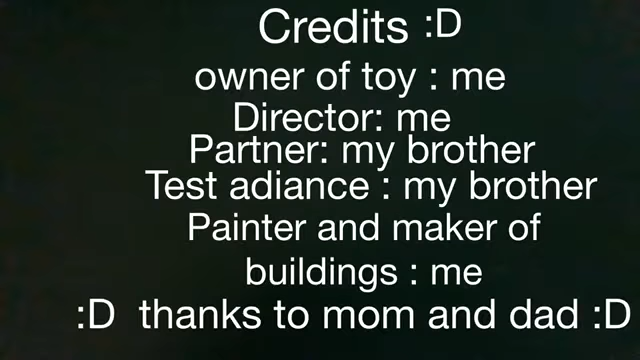 Credits :D
owner of toy : me
Director: me
Partner: my brother
Test adiance : my brother
Painter and maker of
buildings : me
:D thanks to mom and dad :D